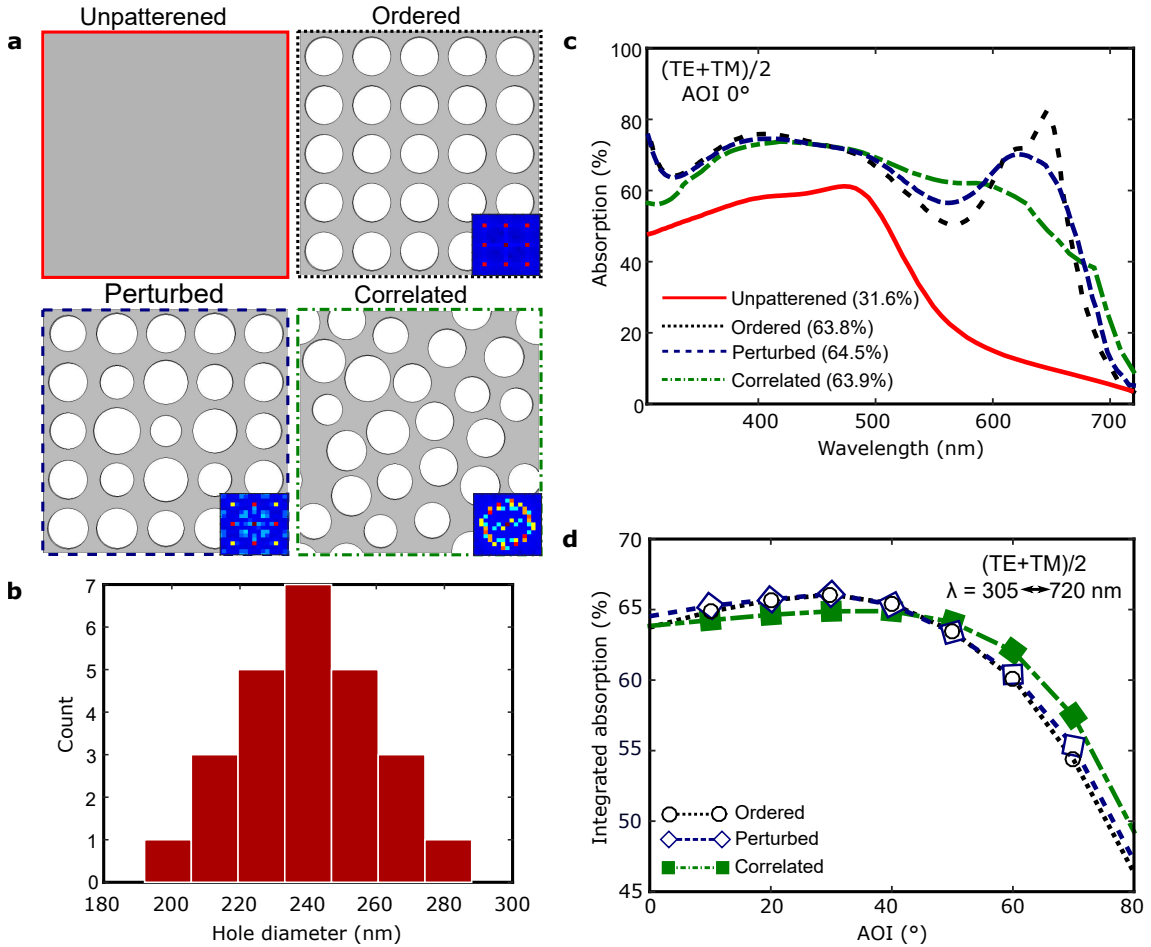 a
Unpatterened
Ordered
Perturbed
Correlated
b
7
6
5
4
3
2
1
0
Count
180
200
220
240
260
280
300
Hole diameter (nm)
c
100
80
60
40
20
0
Absorption (%)
(TE+TM)/2
AOI 0°
Unpatterened (31.6%)
Ordered (63.8%)
Perturbed (64.5%)
Correlated (63.9%)
400
500
600
700
Wavelength (nm)
d
70
65
60
55
50
45
Integrated absorption (%)
(TE+TM)/2
λ = 305↔720 nm
Ordered
Perturbed
Correlated
0
20
40
60
80
AOI (°)